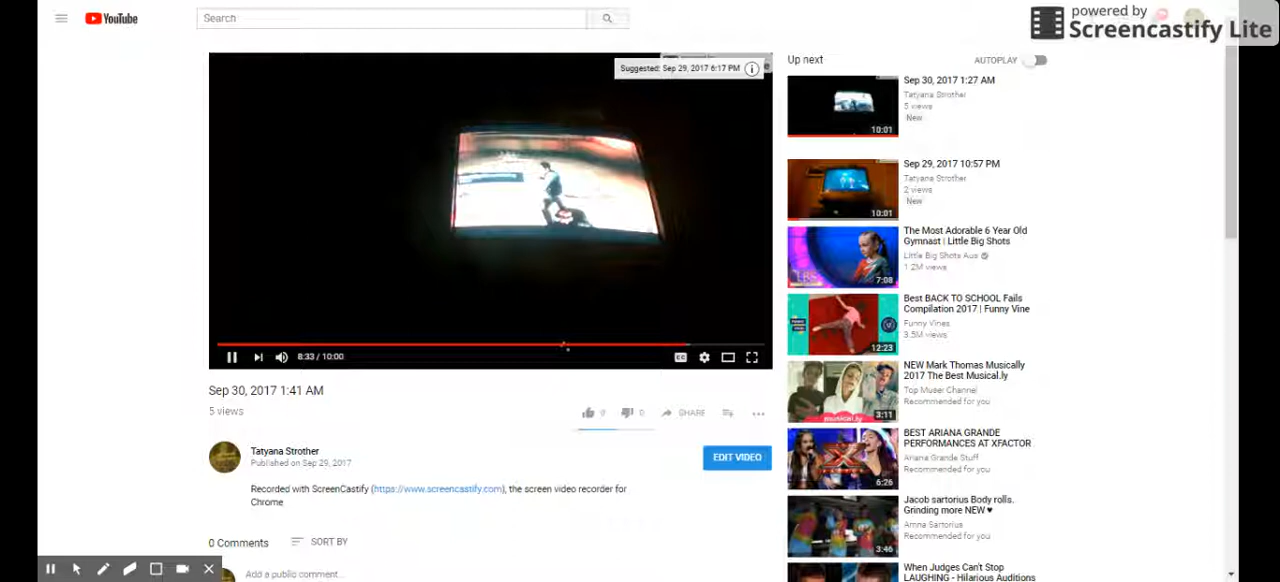 YouTube
Search
powered by
Screencastify Lite
Suggested: Sep 29, 2017 6:17 PM
8:33 / 10:00
Sep 30, 2017 1:41 AM
5 views
0
0
SHARE
Tatyana Strother
Published on Sep 29, 2017
EDIT VIDEO
Recorded with ScreenCastify (https://www.screencastify.com), the screen video recorder for
Chrome
0 Comments
SORT BY
Add a public comment...
Up next
AUTOPLAY
Sep 30, 2017 1:27 AM
Tatyana Strother
5 views
New
10:01
Sep 29, 2017 10:57 PM
Tatyana Strother
2 views
New
10:01
The Most Adorable 6 Year Old
Gymnast | Little Big Shots
Little Big Shots Aus
1.2M views
LBS
7:08
Best BACK TO SCHOOL Fails
Compilation 2017 | Funny Vine
Funny Vines
3.5M views
12:23
NEW Mark Thomas Musically
2017 The Best Musical.ly
Top Muser Channel
Recommended for you
musical.ly
3:11
BEST ARIANA GRANDE
PERFORMANCES AT XFACTOR
Ariana Grande Stuff
Recommended for you
6:26
Jacob sartorius Body rolls.
Grinding more NEW ♥
Amna Sartorius
Recommended for you
3:46
When Judges Can't Stop
LAUGHING - Hilarious Auditions